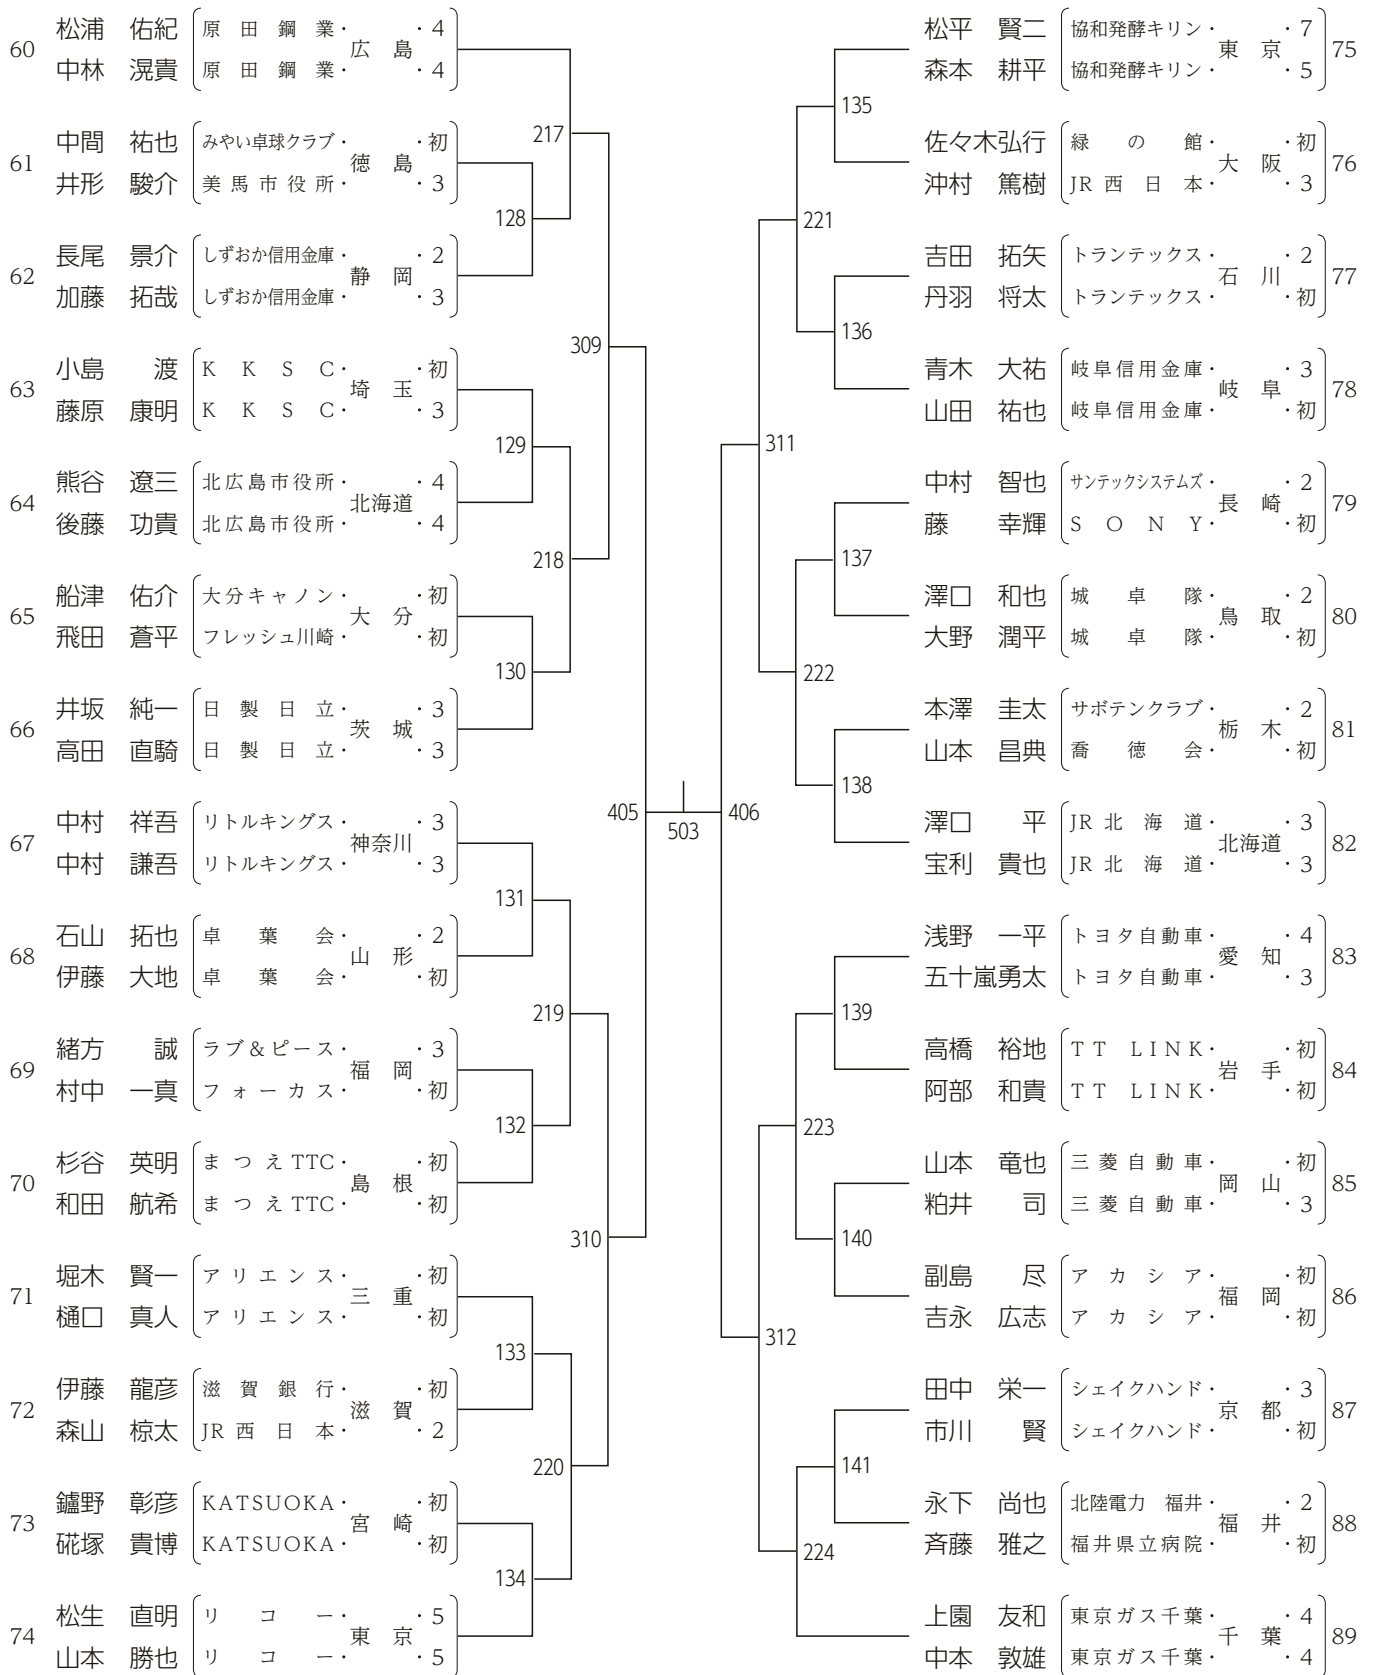 60 松浦 佑紀 原田鋼業・広島・4
中林 滉貴 原田鋼業・・4
61 中間 祐也 みやい卓球クラブ・徳島・初
井形 駿介 美馬市役所・・3
62 長尾 景介 しずおか信用金庫・静岡・2
加藤 拓哉 しずおか信用金庫・・3
63 小島 渡 KKSC・埼玉・初
藤原 康明 KKSC・・3
64 熊谷 遼三 北広島市役所・北海道・4
後藤 功貴 北広島市役所・・4
65 船津 佑介 大分キャノン・大分・初
飛田 蒼平 フレッシュ川崎・・初
66 井坂 純一 日製日立・茨城・3
高田 直騎 日製日立・・3
67 中村 祥吾 リトルキングス・神奈川・3
中村 謙吾 リトルキングス・・3
68 石山 拓也 卓葉会・山形・2
伊藤 大地 卓葉会・・初
69 緒方 誠 ラブ&ピース・福岡・3
村中 一真 フォーカス・・初
70 杉谷 英明 まつえTTC・島根・初
和田 航希 まつえTTC・・初
71 堀木 賢一 アリエンス・三重・初
樋口 真人 アリエンス・・初
72 伊藤 龍彦 滋賀銀行・滋賀・初
森山 椋太 JR西日本・・2
73 鑪野 彰彦 KATSUOKA・宮崎・初
硴塚 貴博 KATSUOKA・・初
74 松生 直明 リコー・東京・5
山本 勝也 リコー・・5
217
128
309
129
218
130
405
131
219
132
310
133
220
134
503
松平 賢二 協和発酵キリン・東京・7 75
森本 耕平 協和発酵キリン・・5
佐々木弘行 緑の館・大阪・初 76
沖村 篤樹 JR西日本・・3
吉田 拓矢 トランテックス・石川・2 77
丹羽 将太 トランテックス・・初
青木 大祐 岐阜信用金庫・岐阜・3 78
山田 祐也 岐阜信用金庫・・初
中村 智也 サンテックシステムズ・長崎・2 79
藤 幸輝 SONY・・初
澤口 和也 城卓隊・鳥取・2 80
大野 潤平 城卓隊・・初
本澤 圭太 サボテンクラブ・栃木・2 81
山本 昌典 喬徳会・・初
澤口 平 JR北海道・北海道・3 82
宝利 貴也 JR北海道・・3
浅野 一平 トヨタ自動車・愛知・4 83
五十嵐勇太 トヨタ自動車・・3
高橋 裕地 TT LINK・岩手・初 84
阿部 和貴 TT LINK・・初
山本 竜也 三菱自動車・岡山・初 85
粕井 司 三菱自動車・・3
副島 尽 アカシア・福岡・初 86
吉永 広志 アカシア・・初
田中 栄一 シェイクハンド・京都・3 87
市川 賢 シェイクハンド・・初
永下 尚也 北陸電力 福井・福井・2 88
斉藤 雅之 福井県立病院・・初
上園 友和 東京ガス千葉・千葉・4 89
中本 敦雄 東京ガス千葉・・4
135
221
136
311
137
222
138
406
139
223
140
312
141
224